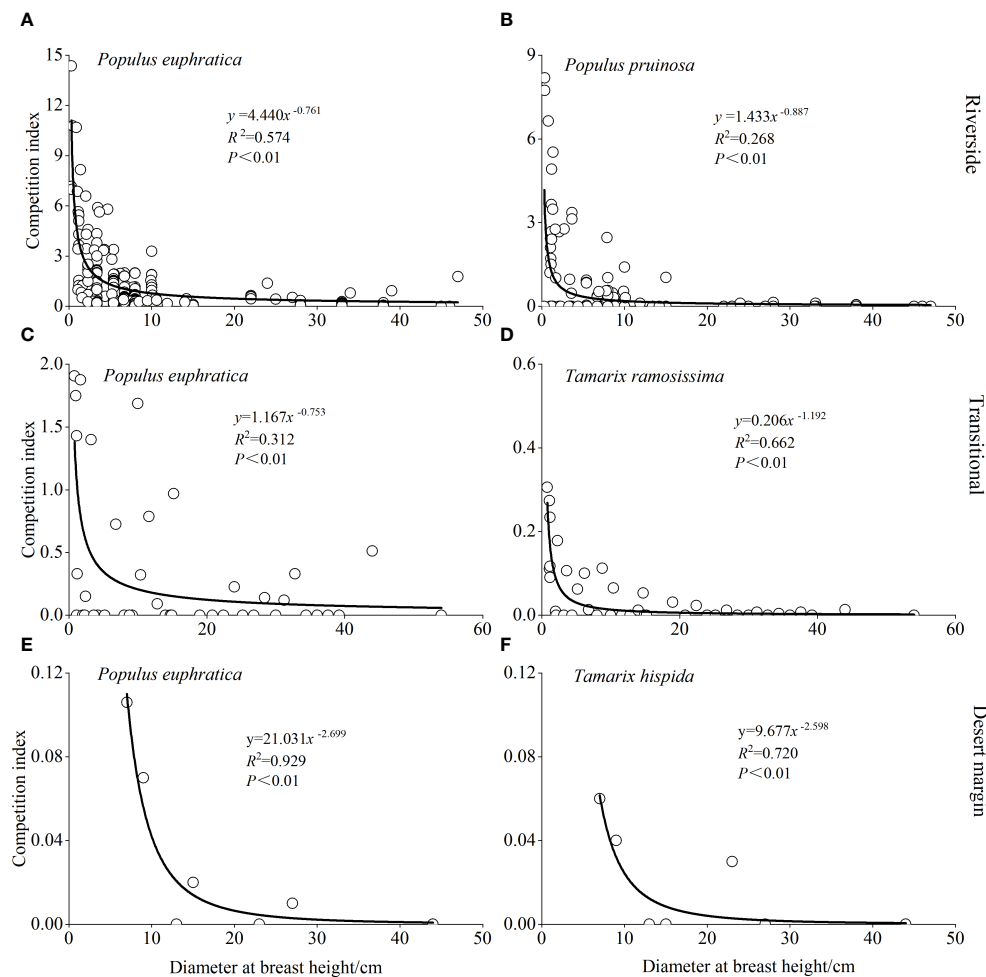 A
Populus euphratica
y =4.440x -0.761
R2=0.574
P<0.01
Competition index
15
12
9
6
3
0
0 10 20 30 40 50
B
Populus pruinosa
y =1.433x -0.887
R2=0.268
P<0.01
9
6
3
0
0 10 20 30 40 50
Riverside
C
Populus euphratica
y=1.167x -0.753
R2=0.312
P<0.01
Competition index
2.0
1.5
1.0
0.5
0.0
0 20 40 60
D
Tamarix ramosissima
y=0.206x -1.192
R2=0.662
P<0.01
0.6
0.4
0.2
0.0
0 20 40 60
Transitional
E
Populus euphratica
y=21.031x -2.699
R2=0.929
P<0.01
Competition index
0.12
0.08
0.04
0.00
0 10 20 30 40 50
Diameter at breast height/cm
F
Tamarix hispida
y=9.677x -2.598
R2=0.720
P<0.01
0.12
0.08
0.04
0.00
0 10 20 30 40 50
Diameter at breast height/cm
Desert margin